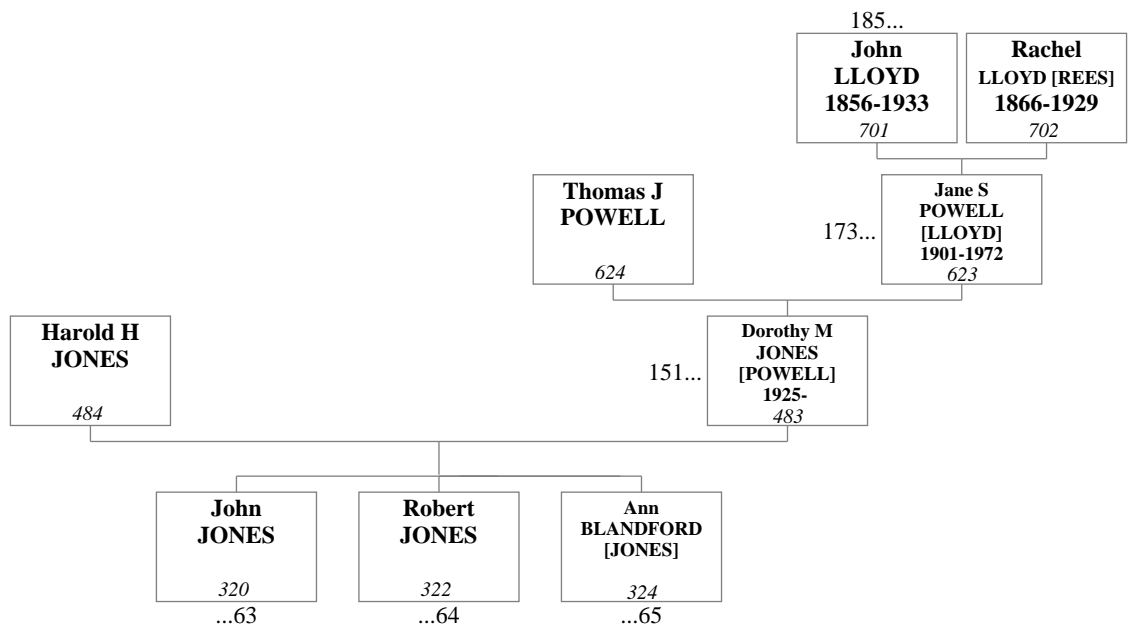 185...
John
LLOYD
1856-1933
701
Rachel
LLOYD [REES]
1866-1929
702
Thomas J
POWELL
624
173...
Jane S
POWELL
[LLOYD]
1901-1972
623
Harold H
JONES
484
151...
Dorothy M
JONES
[POWELL]
1925-
483
John
JONES
320
...63
Robert
JONES
322
...64
Ann
BLANDFORD
[JONES]
324
...65